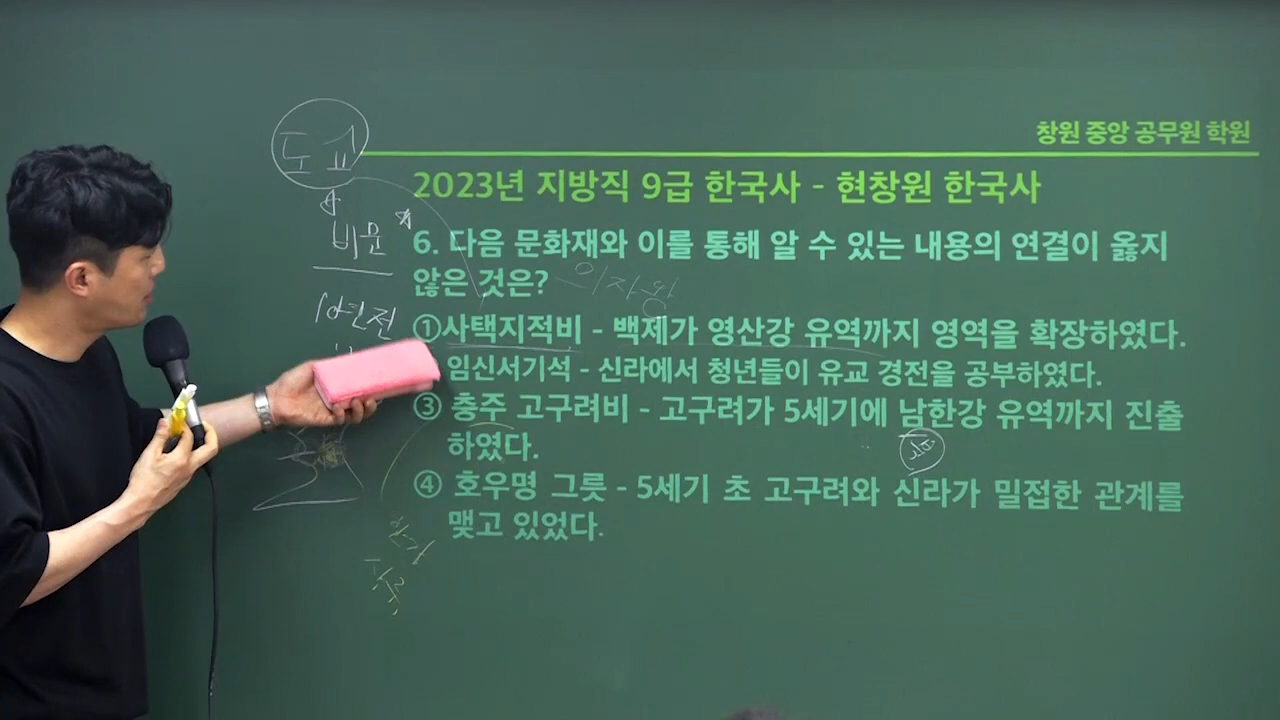 창원 중앙 공무원 학원
도교
2023년 지방직 9급 한국사 - 현창원 한국사
비문
6. 다음 문화재와 이를 통해 알 수 있는 내용의 연결이 옳지
않은 것은?
의자왕
①사택지적비 - 백제가 영산강 유역까지 영역을 확장하였다.
임신서기석 - 신라에서 청년들이 유교 경전을 공부하였다.
③ 충주 고구려비 - 고구려가 5세기에 남한강 유역까지 진출
하였다.
④ 호우명 그릇 - 5세기 초 고구려와 신라가 밀접한 관계를
맺고 있었다.